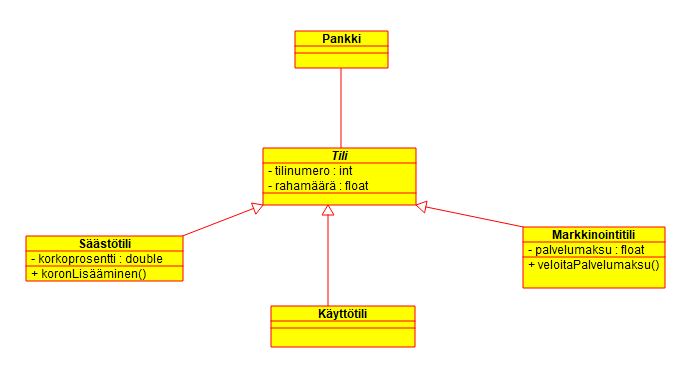 Pankki
Tili
- tilinumero : int
- rahamäärä : float
Säästötili
- korkoprosentti : double
+ koronLisääminen()
Markkinointitili
- palvelumaksu : float
+ veloitaPalvelumaksu()
Käyttötili